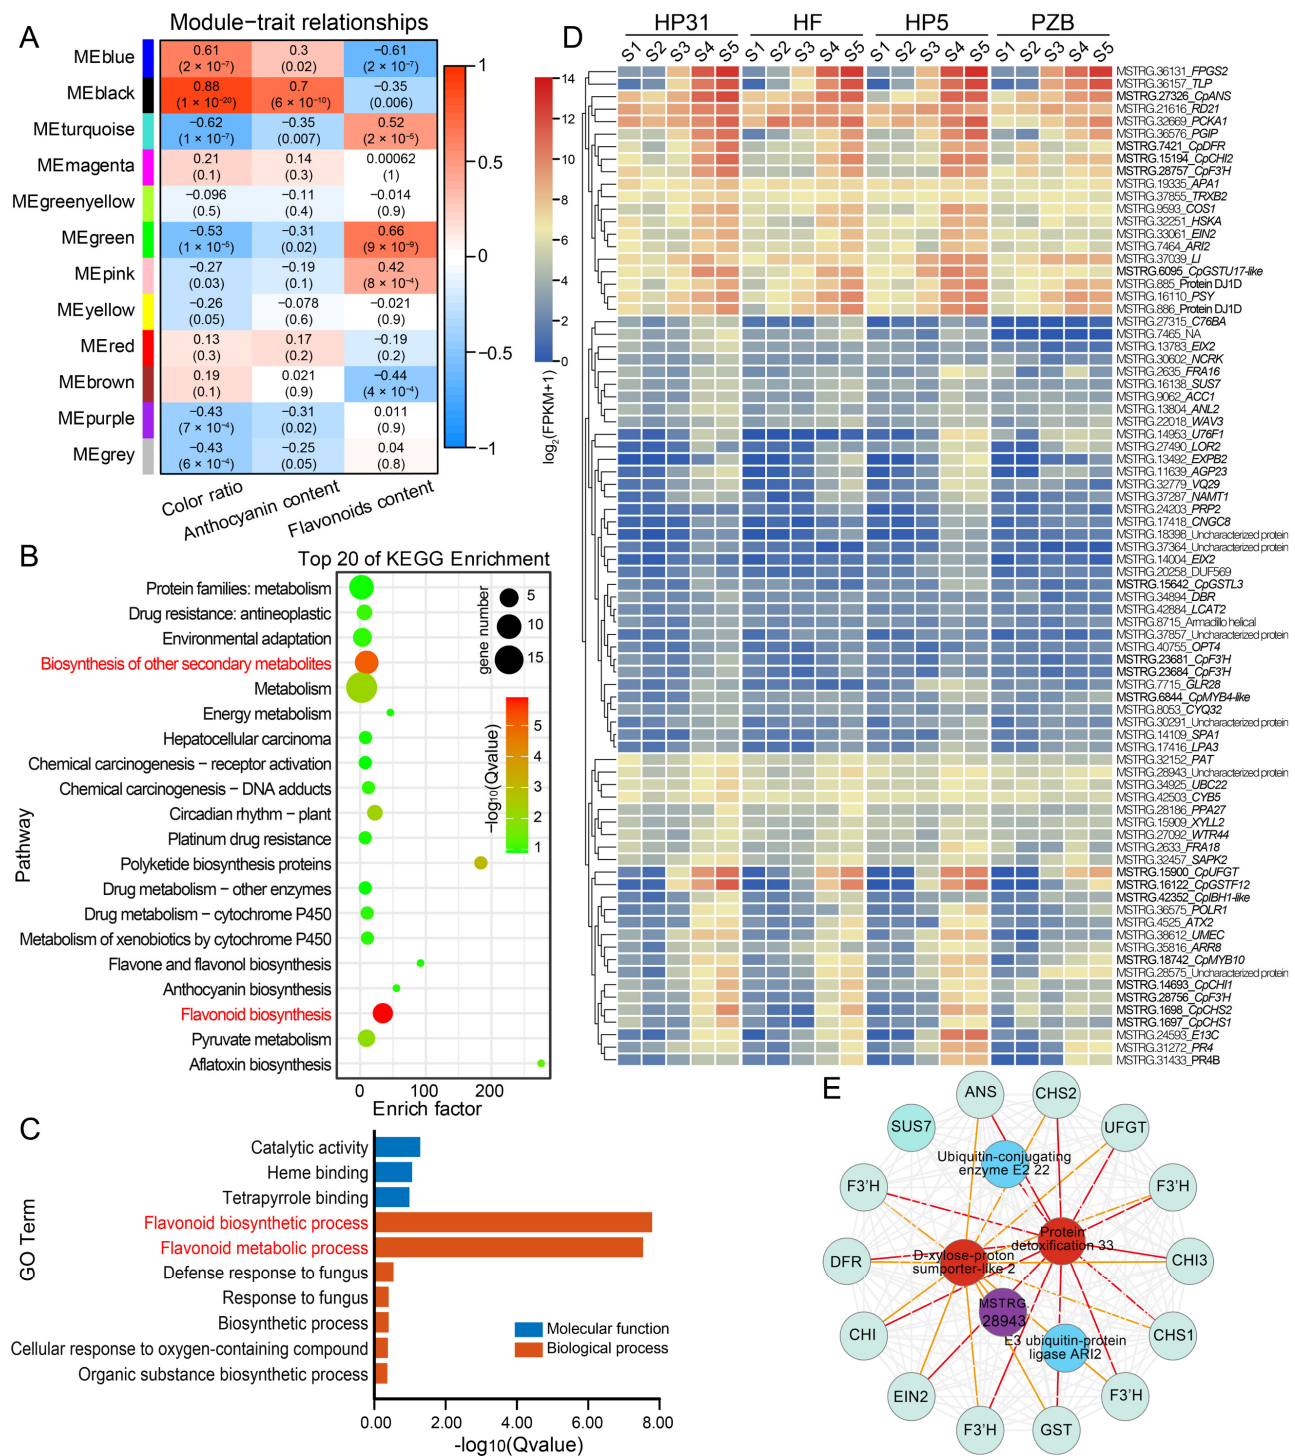 A
Module−trait relationships
MEblue
0.61
(2 × 10⁻⁷)
0.3
(0.02)
−0.61
(2 × 10⁻⁷)
MEblack
0.88
(1 × 10⁻²⁰)
0.7
(6 × 10⁻¹⁰)
−0.35
(0.006)
MEturquoise
−0.62
(1 × 10⁻⁷)
−0.35
(0.007)
0.52
(2 × 10⁻⁵)
MEmagenta
0.21
(0.1)
0.14
(0.3)
0.00062
(1)
MEgreenyellow
−0.096
(0.5)
−0.11
(0.4)
−0.014
(0.9)
MEgreen
−0.53
(1 × 10⁻⁵)
−0.31
(0.02)
0.66
(9 × 10⁻⁹)
MEpink
−0.27
(0.03)
−0.19
(0.1)
0.42
(8 × 10⁻⁴)
MEyellow
−0.26
(0.05)
−0.078
(0.6)
−0.021
(0.9)
MEred
0.13
(0.3)
0.17
(0.2)
−0.19
(0.2)
MEbrown
0.19
(0.1)
0.021
(0.9)
−0.44
(4 × 10⁻⁴)
MEpurple
−0.43
(7 × 10⁻⁴)
−0.31
(0.02)
0.011
(0.9)
MEgrey
−0.43
(6 × 10⁻⁴)
−0.25
(0.05)
0.04
(0.8)
1
0.5
0
−0.5
−1
Color ratio
Anthocyanin content
Flavonoids content
B
Top 20 of KEGG Enrichment
Pathway
Protein families: metabolism
Drug resistance: antineoplastic
Environmental adaptation
Biosynthesis of other secondary metabolites
Metabolism
Energy metabolism
Hepatocellular carcinoma
Chemical carcinogenesis − receptor activation
Chemical carcinogenesis − DNA adducts
Circadian rhythm − plant
Platinum drug resistance
Polyketide biosynthesis proteins
Drug metabolism − other enzymes
Drug metabolism − cytochrome P450
Metabolism of xenobiotics by cytochrome P450
Flavone and flavonol biosynthesis
Anthocyanin biosynthesis
Flavonoid biosynthesis
Pyruvate metabolism
Aflatoxin biosynthesis
gene number
5
10
15
−log₁₀(Qvalue)
5
4
3
2
1
0 100 200
Enrich factor
C
GO Term
Catalytic activity
Heme binding
Tetrapyrrole binding
Flavonoid biosynthetic process
Flavonoid metabolic process
Defense response to fungus
Response to fungus
Biosynthetic process
Cellular response to oxygen-containing compound
Organic substance biosynthetic process
Molecular function
Biological process
0.00 2.00 4.00 6.00 8.00
-log₁₀(Qvalue)
D
HP31 HF HP5 PZB
S1 S2 S3 S4 S5 S1 S2 S3 S4 S5 S1 S2 S3 S4 S5 S1 S2 S3 S4 S5
14
12
10
8
6
4
2
0
log₂(FPKM+1)
MSTRG.36131_FPGS2
MSTRG.36157_TLP
MSTRG.27326_CpANS
MSTRG.21616_RD21
MSTRG.32669_PCKA1
MSTRG.36576_PGIP
MSTRG.7421_CpDFR
MSTRG.15194_CpCHI2
MSTRG.28757_CpF3'H
MSTRG.19335_APA1
MSTRG.37855_TRXB2
MSTRG.9593_COS1
MSTRG.32251_HSKA
MSTRG.33061_EIN2
MSTRG.7464_ARI2
MSTRG.37039_LI
MSTRG.6095_CpGSTU17-like
MSTRG.885_Protein DJ1D
MSTRG.16110_PSY
MSTRG.886_Protein DJ1D
MSTRG.27315_C76BA
MSTRG.7465_NA
MSTRG.13783_EIX2
MSTRG.30602_NCRK
MSTRG.2635_FRA16
MSTRG.16138_SUS7
MSTRG.9062_ACC1
MSTRG.13804_ANL2
MSTRG.22018_WAV3
MSTRG.14953_U76F1
MSTRG.27490_LOR2
MSTRG.13492_EXPB2
MSTRG.11639_AGP23
MSTRG.32779_VQ29
MSTRG.37287_NAMT1
MSTRG.24203_PRP2
MSTRG.17418_CNGC8
MSTRG.18398_Uncharacterized protein
MSTRG.37364_Uncharacterized protein
MSTRG.14004_EIX2
MSTRG.20258_DUF569
MSTRG.15642_CpGSTL3
MSTRG.34894_DBR
MSTRG.42884_LCAT2
MSTRG.8715_Armadillo helical
MSTRG.37857_Uncharacterized protein
MSTRG.40755_OPT4
MSTRG.23681_CpF3'H
MSTRG.23684_CpF3'H
MSTRG.7715_GLR28
MSTRG.6844_CpMYB4-like
MSTRG.8053_CYQ32
MSTRG.30291_Uncharacterized protein
MSTRG.14109_SPA1
MSTRG.17416_LPA3
MSTRG.32152_PAT
MSTRG.28943_Uncharacterized protein
MSTRG.34925_UBC22
MSTRG.42503_CYB5
MSTRG.28186_PPA27
MSTRG.15909_XYLL2
MSTRG.27092_WTR44
MSTRG.2633_FRA18
MSTRG.32457_SAPK2
MSTRG.15900_CpUFGT
MSTRG.16122_CpGSTF12
MSTRG.42352_CpIBH1-like
MSTRG.36575_POLR1
MSTRG.4525_ATX2
MSTRG.38612_UMEC
MSTRG.35816_ARR8
MSTRG.18742_CpMYB10
MSTRG.28575_Uncharacterized protein
MSTRG.14693_CpCHI1
MSTRG.28756_CpF3'H
MSTRG.1698_CpCHS2
MSTRG.1697_CpCHS1
MSTRG.24593_E13C
MSTRG.31272_PR4
MSTRG.31433_PR4B
E
ANS
CHS2
SUS7
UFGT
Ubiquitin-conjugating
enzyme E2 22
F3'H
F3'H
Protein
detoxification 33
DFR
D-xylose-proton
sumporter-like 2
CHI3
MSTRG.
28943
CHI
E3 ubiquitin-protein
ligase ARI2
CHS1
EIN2
F3'H
F3'H
GST